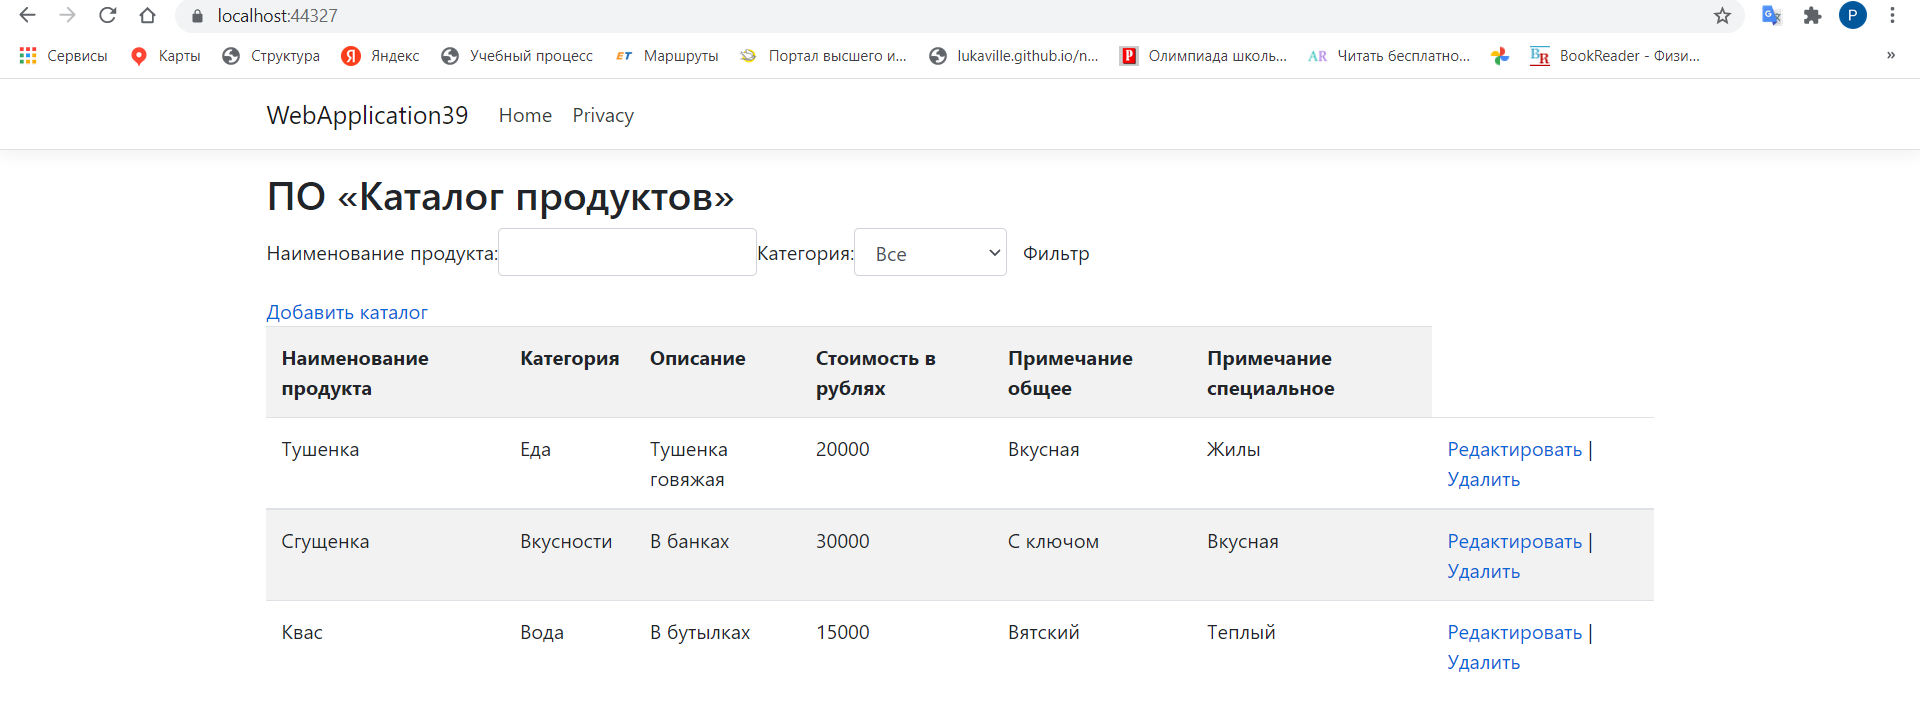 localhost:44327
P
Сервисы Карты Структура Яндекс Учебный процесс ET Маршруты Портал высшего и... lukaville.github.io/n... P Олимпиада школь... AR Читать бесплатно... BR BookReader - Физи... »
WebApplication39 Home Privacy
ПО «Каталог продуктов»
Наименование продукта: Категория: Все Фильтр
Добавить каталог
Наименование продукта Категория Описание Стоимость в рублях Примечание общее Примечание специальное
Тушенка Еда Тушенка говяжая 20000 Вкусная Жилы Редактировать | Удалить
Сгущенка Вкусности В банках 30000 С ключом Вкусная Редактировать | Удалить
Квас Вода В бутылках 15000 Вятский Теплый Редактировать | Удалить